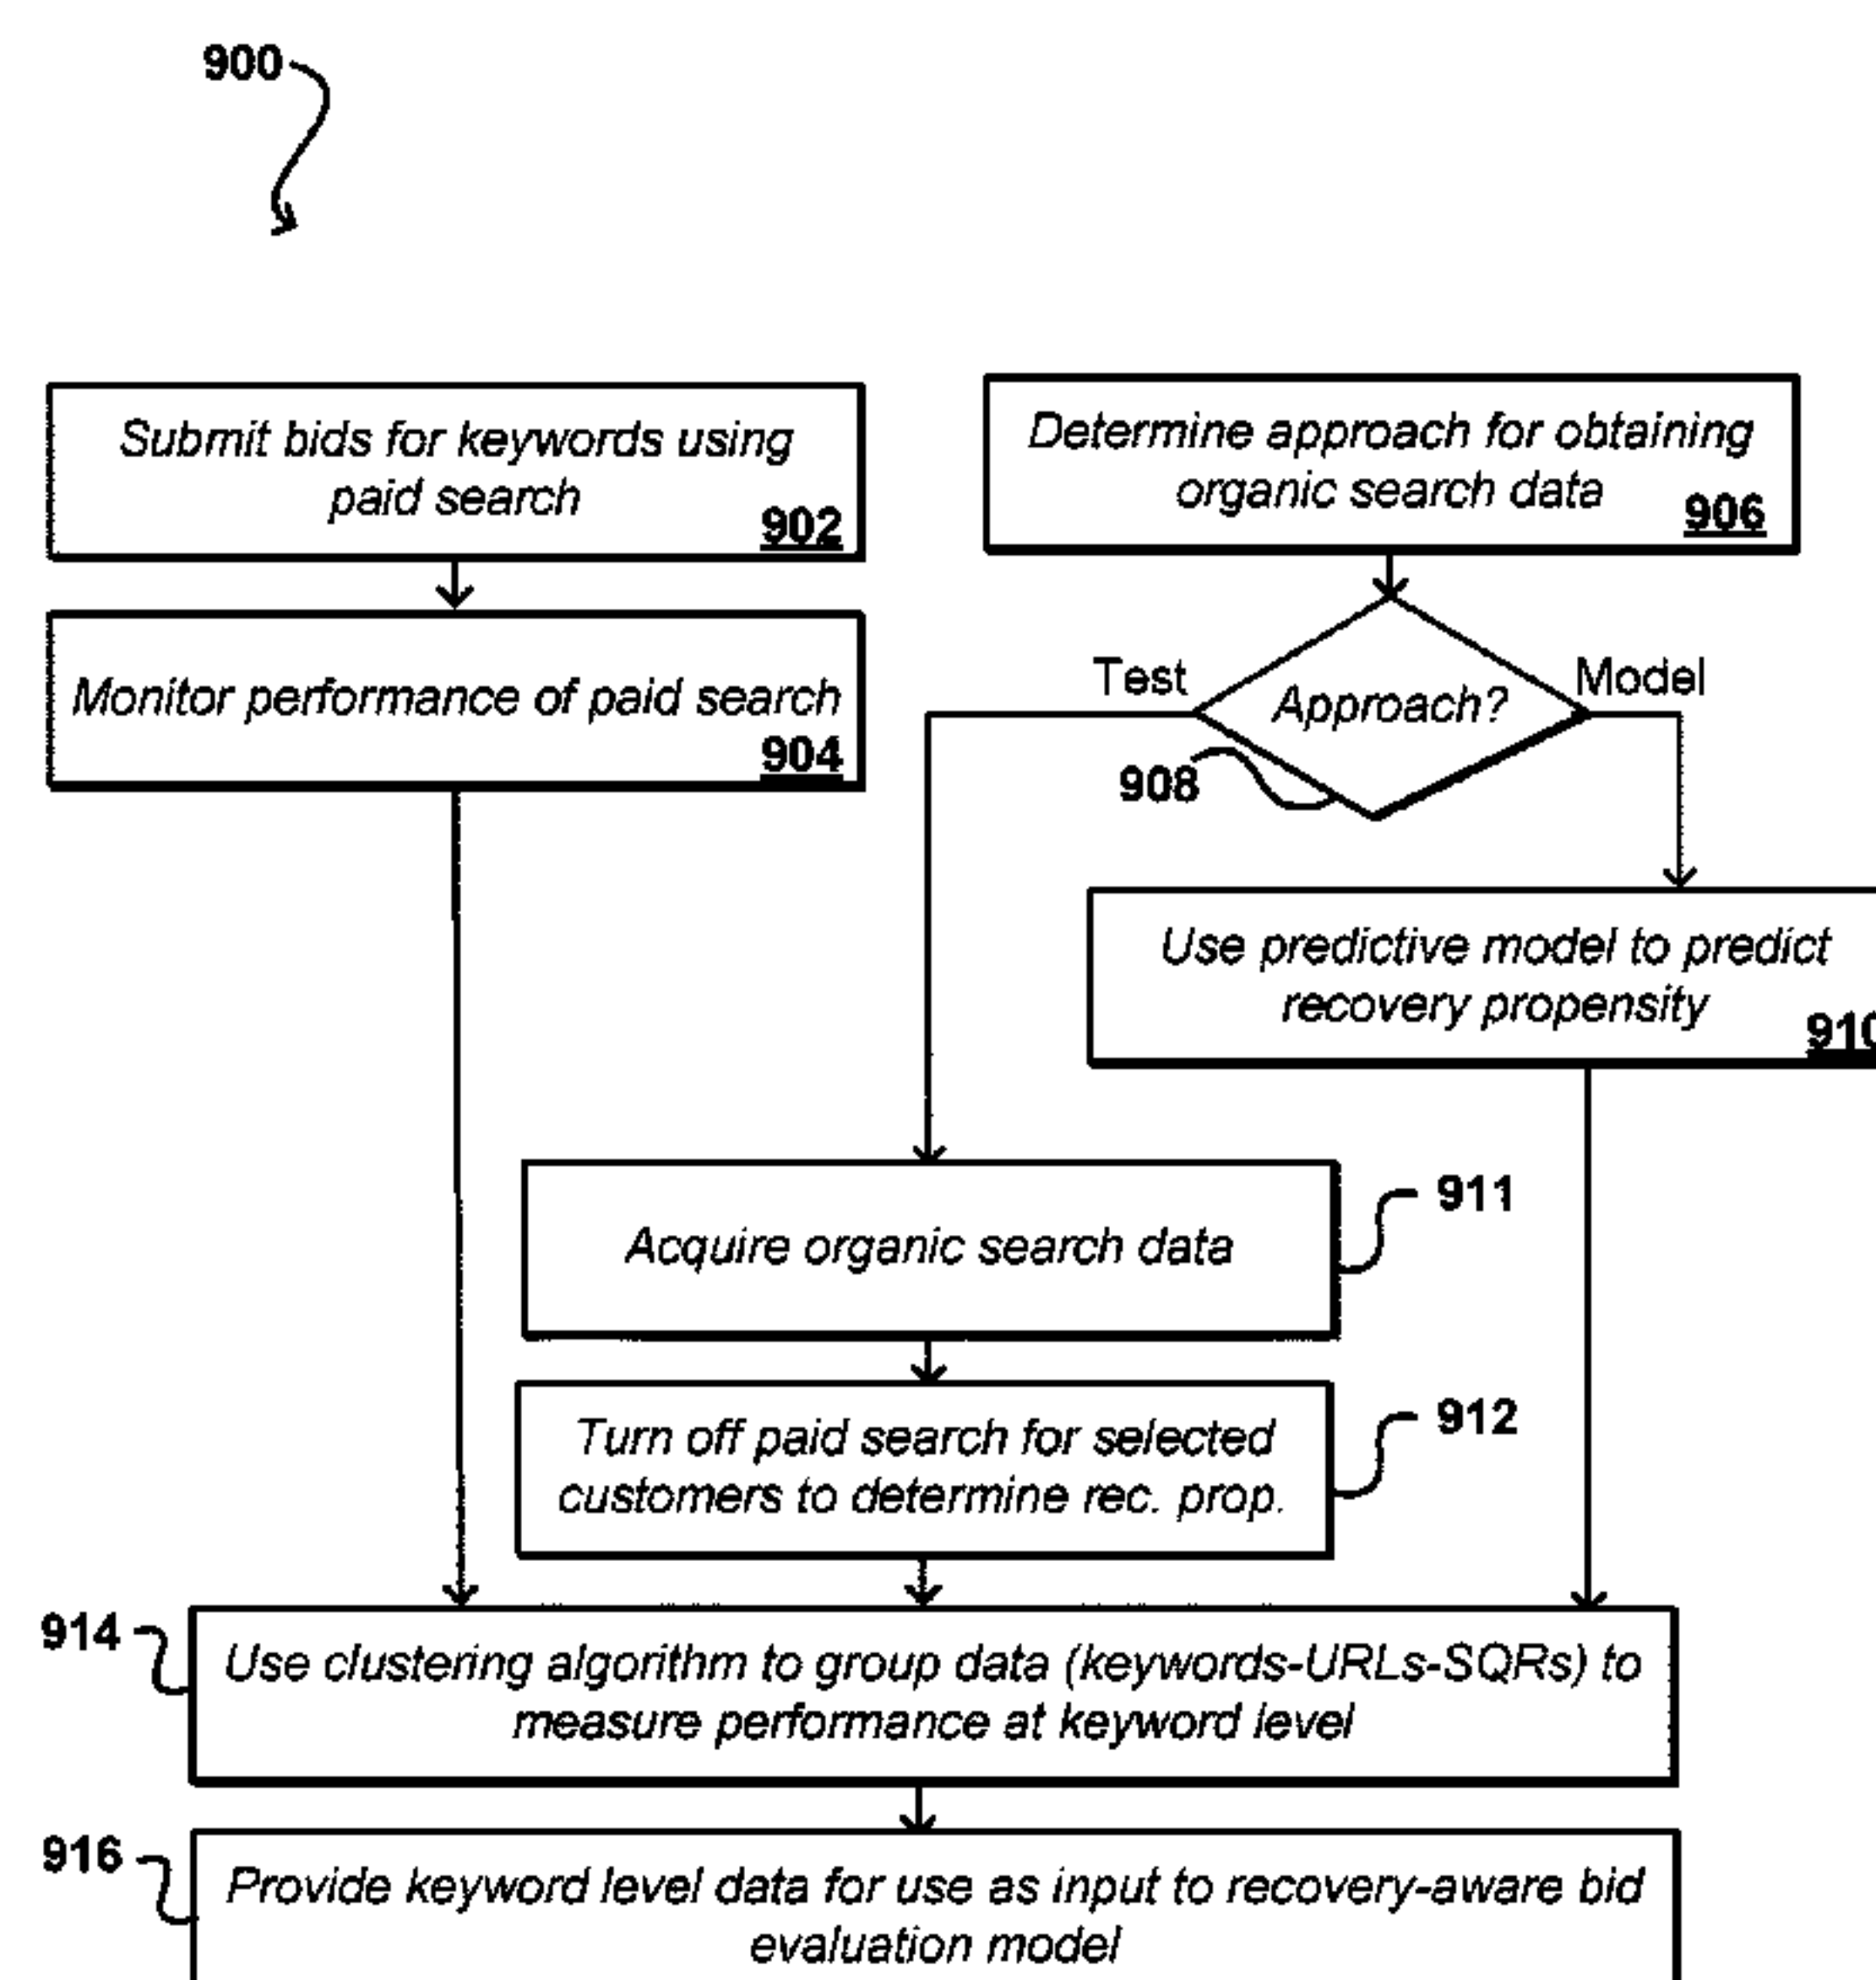 900
Submit bids for keywords using
paid search
902
Determine approach for obtaining
organic search data
906
Monitor performance of paid search
904
Test
Approach?
Model
908
Use predictive model to predict
recovery propensity
910
Acquire organic search data
911
Turn off paid search for selected
customers to determine rec. prop.
912
914
Use clustering algorithm to group data (keywords-URLs-SQRs) to
measure performance at keyword level
916
Provide keyword level data for use as input to recovery-aware bid
evaluation model